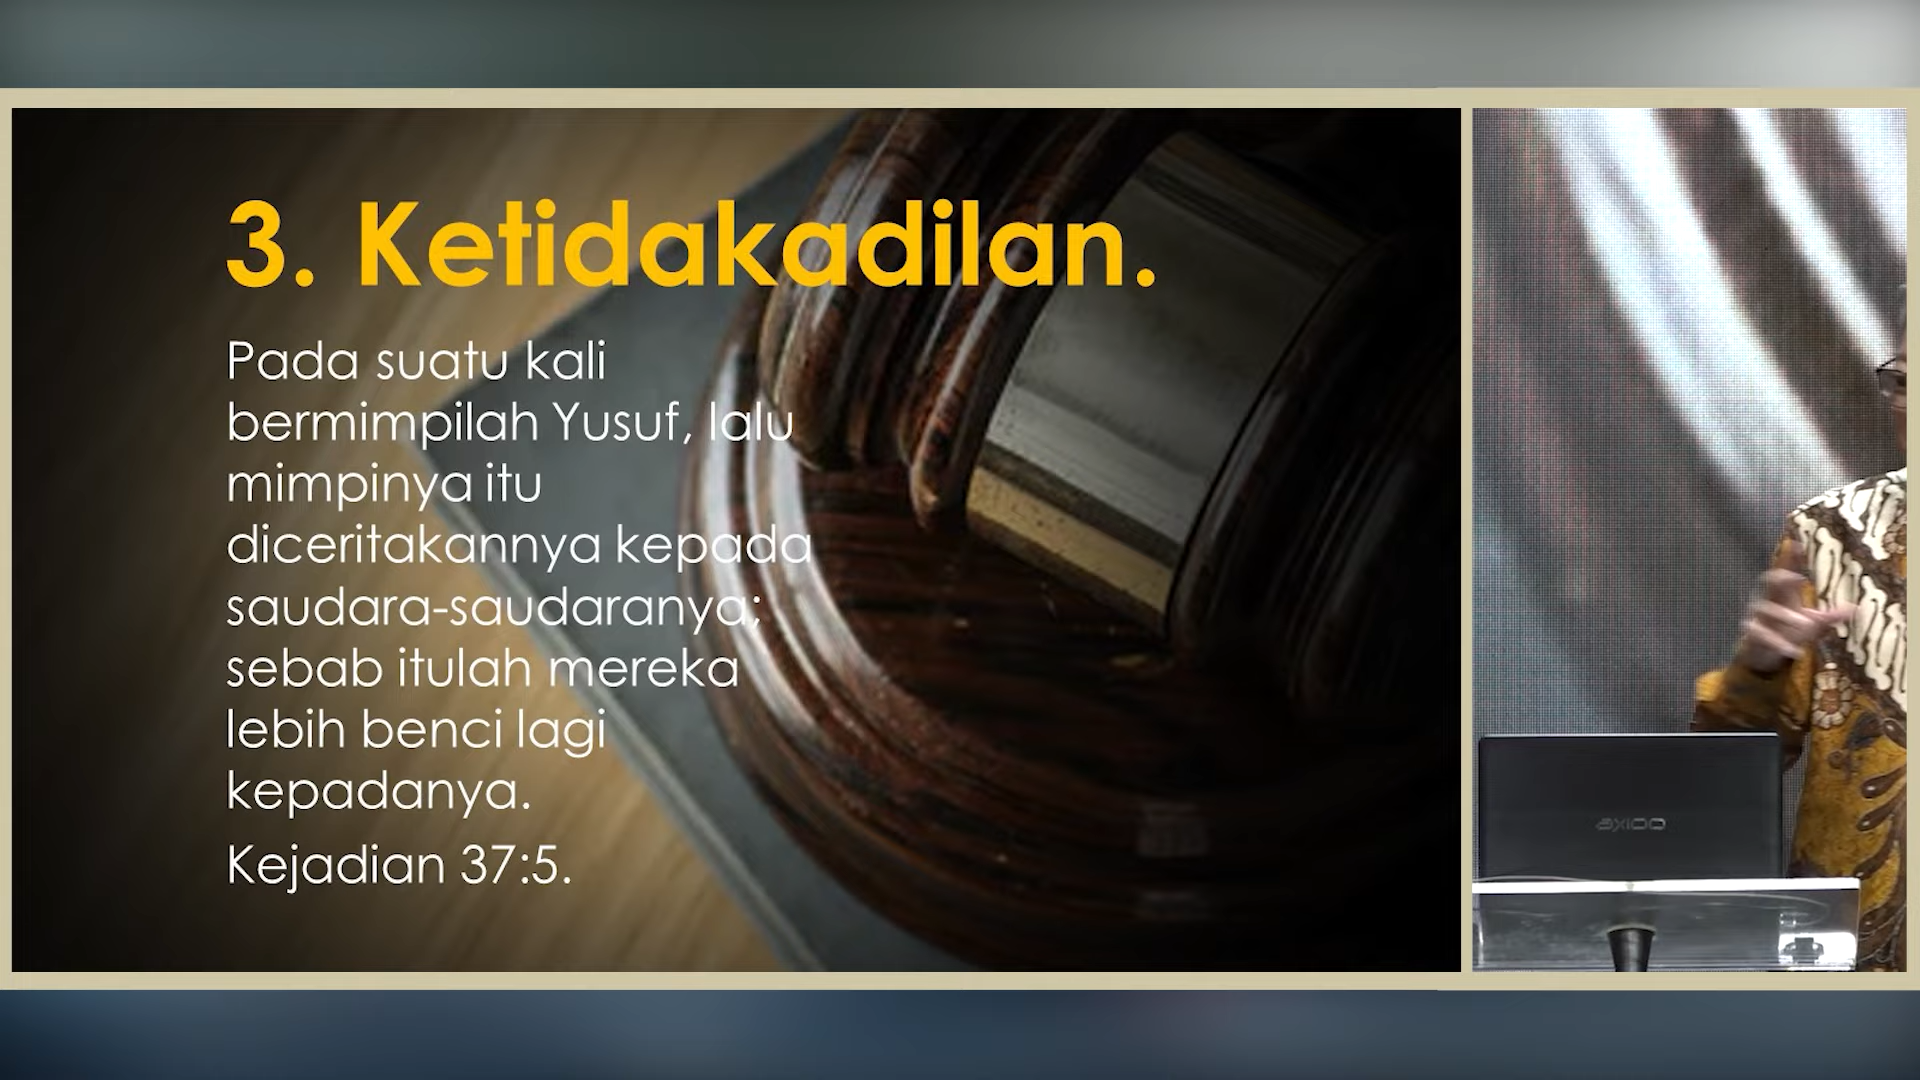 3. Ketidakadilan.
Pada suatu kali
bermimpilah Yusuf, lalu
mimpinya itu
diceritakannya kepada
saudara-saudaranya;
sebab itulah mereka
lebih benci lagi
kepadanya.
Kejadian 37:5.
AXIOO